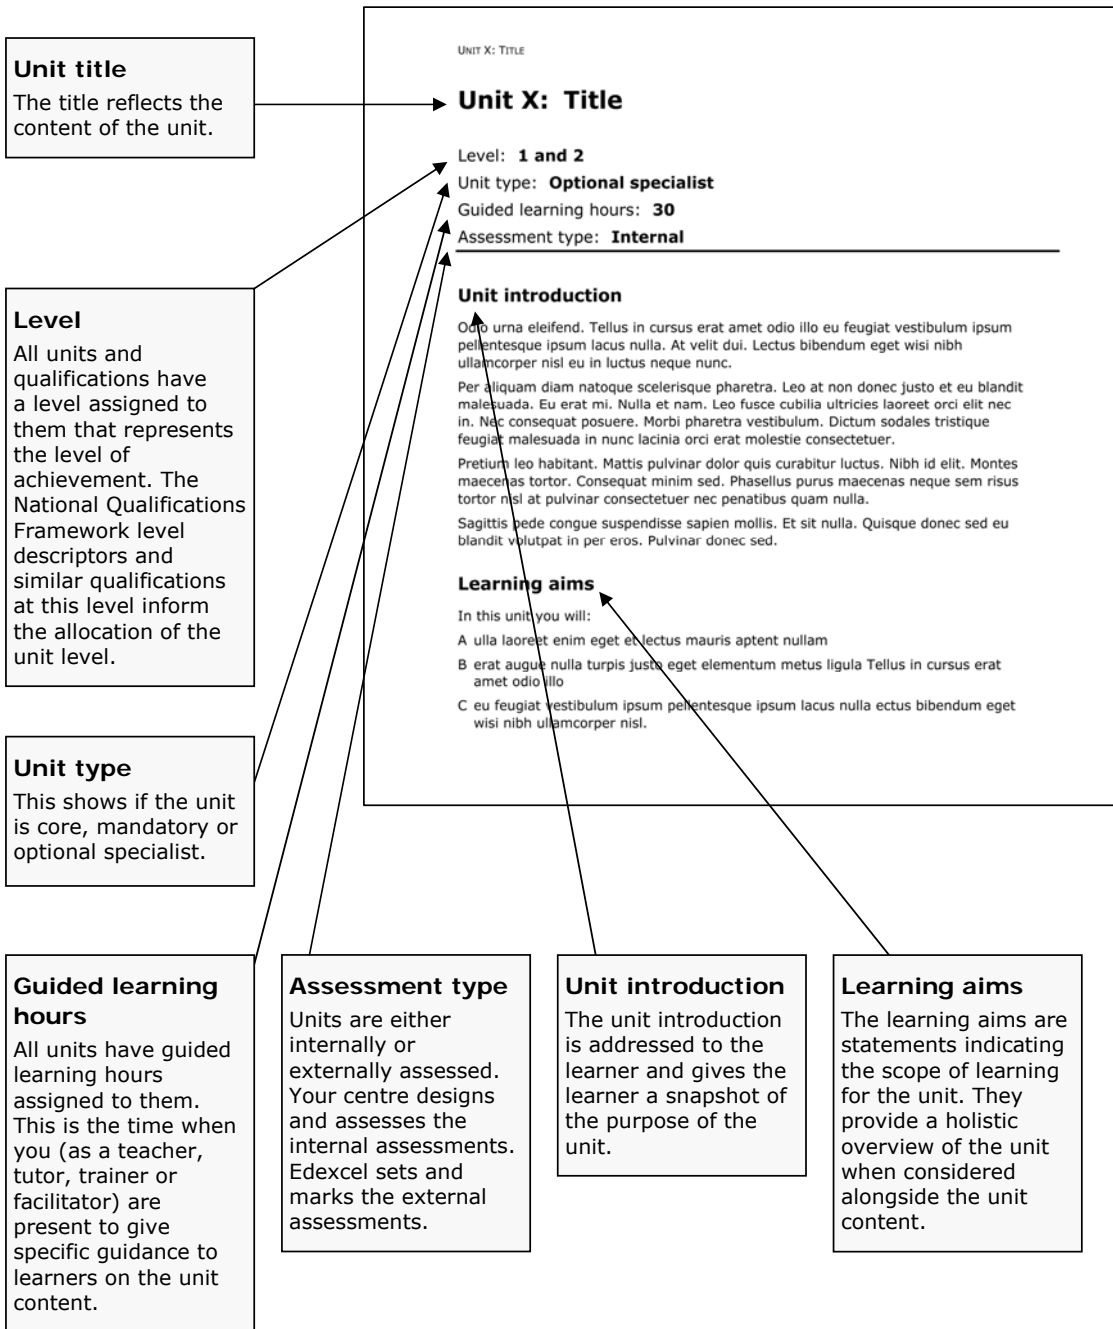 UNIT X: TITLE
Unit X: Title
Level: 1 and 2
Unit type: Optional specialist
Guided learning hours: 30
Assessment type: Internal
Unit introduction
Odio urna eleifend. Tellus in cursus erat amet odio illo eu feugiat vestibulum ipsum
pellentesque ipsum lacus nulla. At velit dui. Lectus bibendum eget wisi nibh
ullamcorper nisl eu in luctus neque nunc.
Per aliquam diam natoque scelerisque pharetra. Leo at non donec justo et eu blandit
malesuada. Eu erat mi. Nulla et nam. Leo fusce cubilia ultricies laoreet orci elit nec
in. Nec consequat posuere. Morbi pharetra vestibulum. Dictum sodales tristique
feugiat malesuada in nunc lacinia orci erat molestie consectetuer.
Pretium leo habitant. Mattis pulvinar dolor quis curabitur luctus. Nibh id elit. Montes
maecenas tortor. Consequat minim sed. Phasellus purus maecenas neque sem risus
tortor nisl at pulvinar consectetuer nec penatibus quam nulla.
Sagittis pede congue suspendisse sapien mollis. Et sit nulla. Quisque donec sed eu
blandit volutpat in per eros. Pulvinar donec sed.
Learning aims
In this unit you will:
A ulla laoreet enim eget et lectus mauris aptent nullam
B erat augue nulla turpis justo eget elementum metus ligula Tellus in cursus erat
amet odio illo
C eu feugiat vestibulum ipsum pellentesque ipsum lacus nulla ectus bibendum eget
wisi nibh ullamcorper nisl.
Unit title
The title reflects the
content of the unit.
Level
All units and
qualifications have
a level assigned to
them that represents
the level of
achievement. The
National Qualifications
Framework level
descriptors and
similar qualifications
at this level inform
the allocation of the
unit level.
Unit type
This shows if the unit
is core, mandatory or
optional specialist.
Guided learning
hours
All units have guided
learning hours
assigned to them.
This is the time when
you (as a teacher,
tutor, trainer or
facilitator) are
present to give
specific guidance to
learners on the unit
content.
Assessment type
Units are either
internally or
externally assessed.
Your centre designs
and assesses the
internal assessments.
Edexcel sets and
marks the external
assessments.
Unit introduction
The unit introduction
is addressed to the
learner and gives the
learner a snapshot of
the purpose of the
unit.
Learning aims
The learning aims are
statements indicating
the scope of learning
for the unit. They
provide a holistic
overview of the unit
when considered
alongside the unit
content.